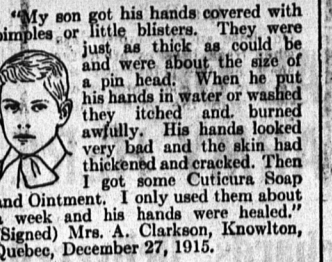 "My son got his hands covered with
pimples or little blisters. They were
just as thick as could be
and were about the size of
a pin head. When he put
his hands in water or washed
they itched and burned
awfully. His hands looked
very bad and the skin had
thickened and cracked. Then
I got some Cuticura Soap
and Ointment. I only used them about
a week and his hands were healed."
(Signed) Mrs. A. Clarkson, Knowlton,
Quebec, December 27, 1915.